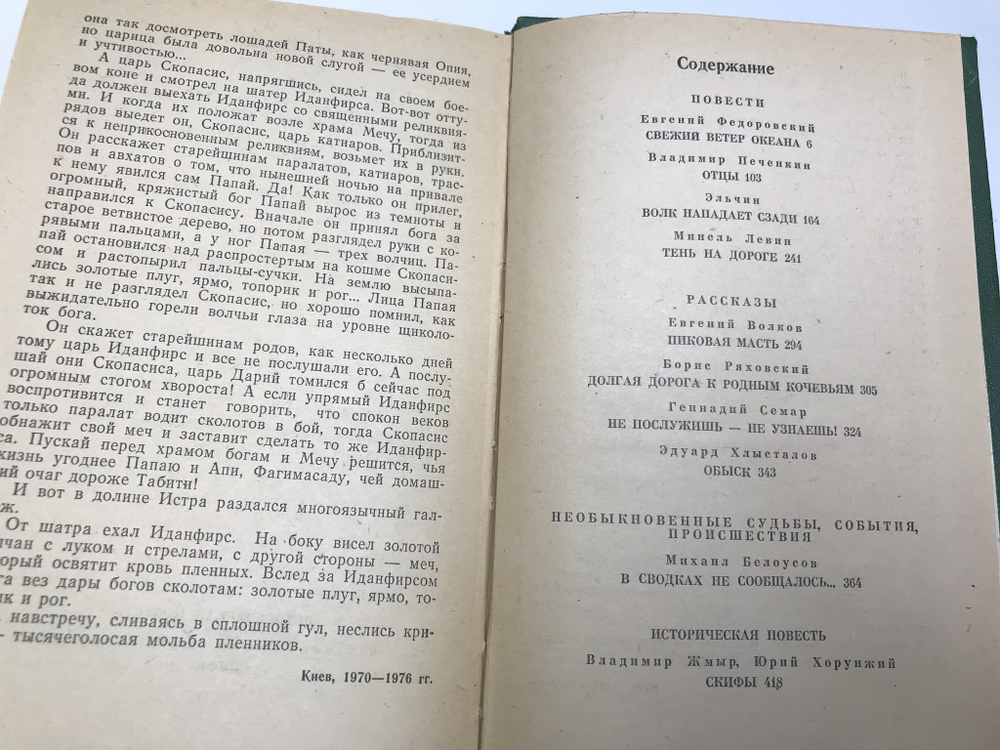 она так досмотреть лошадей Паты, как чернявая Опия,
но царица была довольна новой слугой — ее усердием
и учтивостью...
А царь Скопасис, напрягшись, сидел на своем бое-
вом коне и смотрел на шатер Иданфирса. Вот-вот отту-
да должен выехать Иданфирс со священными реликвия-
ми. И когда их положат возле храма Мечу, тогда из
рядов выедет он, Скопасис, царь катиаров. Приблизит-
ся к неприкосновенным реликвиям, возьмет их в руки.
Он расскажет старейшинам паралатов, катиаров, трас-
пов и авхатов о том, что нынешней ночью на привале
к нему явился сам Папай. Да! Как только он прилег,
огромный, кряжистый бог Папай вырос из темноты и
направился к Скопасису. Вначале он принял бога за
старое ветвистое дерево, но потом разглядел руки с ко-
рявыми пальцами, а у ног Папая — трех волчиц. Па-
пай остановился над распростертым на кошме Скопаси-
сом и растопырил пальцы-сучки. На землю высыпа-
лись золотые плуг, ярмо, топорик и рог... Лица Папая
так и не разглядел Скопасис, но хорошо помнил, как
выжидательно горели волчьи глаза на уровне щиколо-
ток бога.
Он скажет старейшинам родов, как несколько дней
тому царь Иданфирс и все не послушали его. А послу-
шай они Скопасиса, царь Дарий томился б сейчас под
огромным стогом хвороста! А если упрямый Иданфирс
воспротивится и станет говорить, что спокон веков
только паралат водит сколотов в бой, тогда Скопасис
обнажит свой меч и заставит сделать то же Иданфир-
са. Пускай перед храмом богам и Мечу решится, чья
жизнь угоднее Папаю и Апи, Фагимасаду, чей домаш-
ий очаг дороже Табити!
И вот в долине Истра раздался многоязычный гал-
ж.
От шатра ехал Иданфирс. На боку висел золотой
лчан с луком и стрелами, с другой стороны — меч,
орый освятит кровь пленных. Вслед за Иданфирсом
га вез дары богов сколотам: золотые плуг, ярмо, то-
ик и рог.
навстречу, сливаясь в сплошной гул, неслись кри-
- тысячеголосая мольба пленников.
Киев, 1970—1976 гг.
Содержание
ПОВЕСТИ
Евгений Федоровский
СВЕЖИЙ ВЕТЕР ОКЕАНА 6
Владимир Печенкин
ОТЦЫ 103
Эльчин
ВОЛК НАПАДАЕТ СЗАДИ 164
Минель Левин
ТЕНЬ НА ДОРОГЕ 241
РАССКАЗЫ
Евгений Волков
ПИКОВАЯ МАСТЬ 294
Борис Ряховский
ДОЛГАЯ ДОРОГА К РОДНЫМ КОЧЕВЬЯМ 305
Геннадий Семар
НЕ ПОСЛУЖИШЬ — НЕ УЗНАЕШЬ! 324
Эдуард Хлысталов
ОБЫСК 343
НЕОБЫКНОВЕННЫЕ СУДЬБЫ, СОБЫТИЯ,
ПРОИСШЕСТВИЯ
Михаил Белоусов
В СВОДКАХ НЕ СООБЩАЛОСЬ... 364
ИСТОРИЧЕСКАЯ ПОВЕСТЬ
Владимир Жмыр, Юрий Хорунжий
СКИФЫ 418